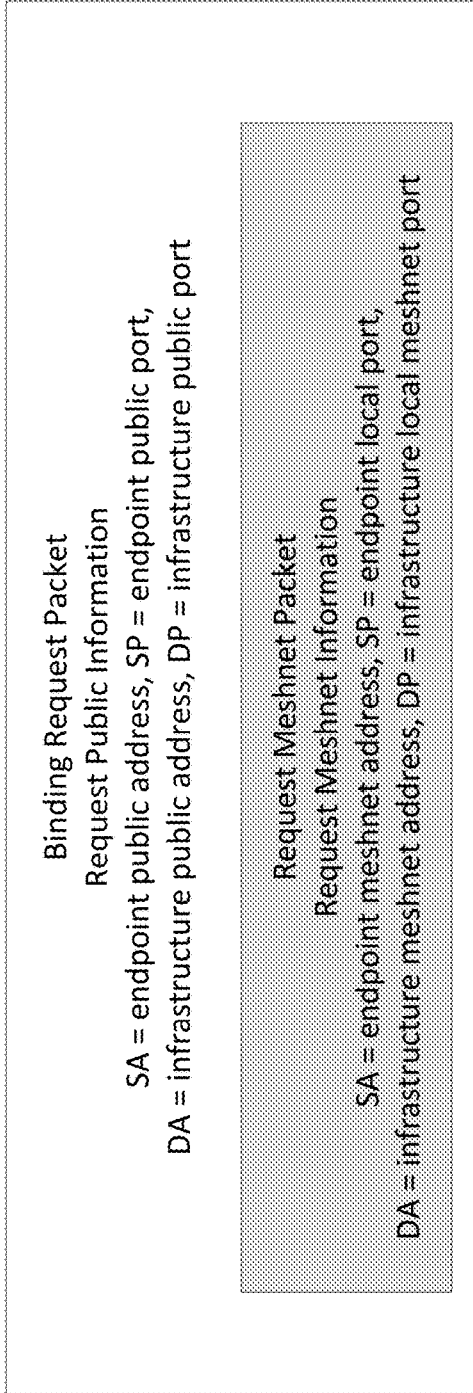 Binding Request Packet
Request Public Information
SA = endpoint public address, SP = endpoint public port,
DA = infrastructure public address, DP = infrastructure public port
Request Meshnet Packet
Request Meshnet Information
SA = endpoint meshnet address, SP = endpoint local port,
DA = infrastructure meshnet address, DP = infrastructure local meshnet port